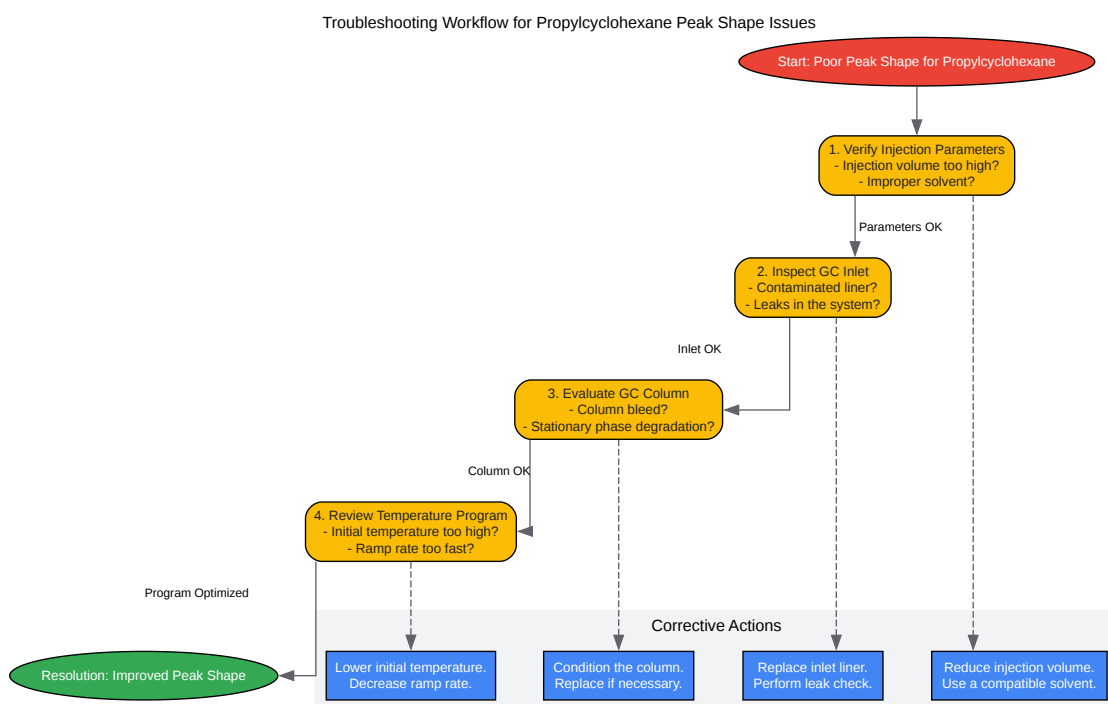 Troubleshooting Workflow for Propylcyclohexane Peak Shape Issues
Start: Poor Peak Shape for Propylcyclohexane
1. Verify Injection Parameters
- Injection volume too high?
- Improper solvent?
Parameters OK
2. Inspect GC Inlet
- Contaminated liner?
- Leaks in the system?
Inlet OK
3. Evaluate GC Column
- Column bleed?
- Stationary phase degradation?
Column OK
4. Review Temperature Program
- Initial temperature too high?
- Ramp rate too fast?
Program Optimized
Corrective Actions
Resolution: Improved Peak Shape
Lower initial temperature.
Decrease ramp rate.
Condition the column.
Replace if necessary.
Replace inlet liner.
Perform leak check.
Reduce injection volume.
Use a compatible solvent.